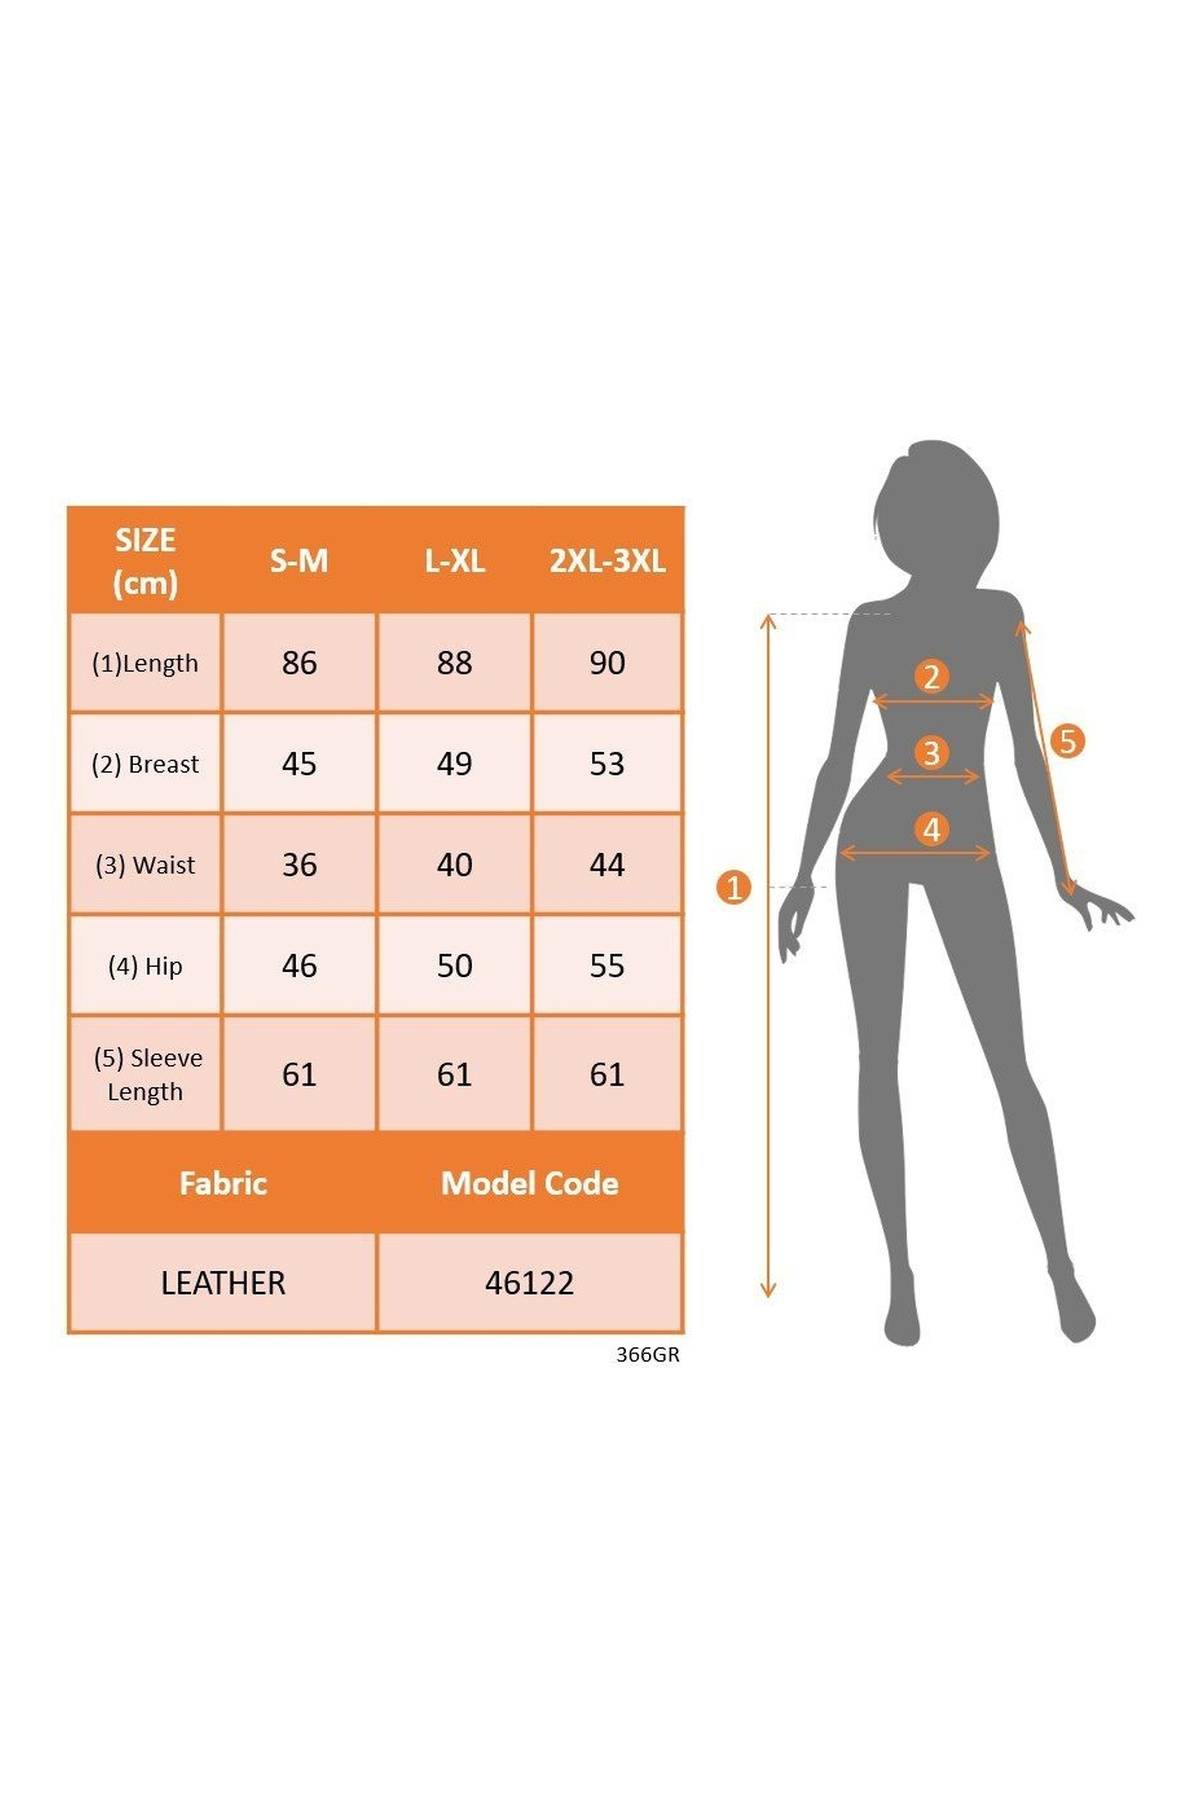 SIZE (cm) S-M L-XL 2XL-3XL
(1)Length 86 88 90
(2) Breast 45 49 53
(3) Waist 36 40 44
(4) Hip 46 50 55
(5) Sleeve Length 61 61 61
Fabric Model Code
LEATHER 46122
366GR
2
3
5
4
1